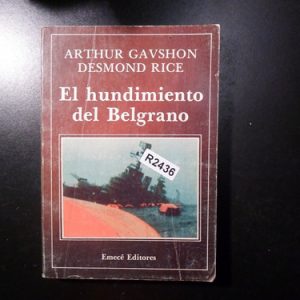 ARTHUR GAVSHON
DESMOND RICE
El hundimiento
del Belgrano
R2436
Emecé Editores